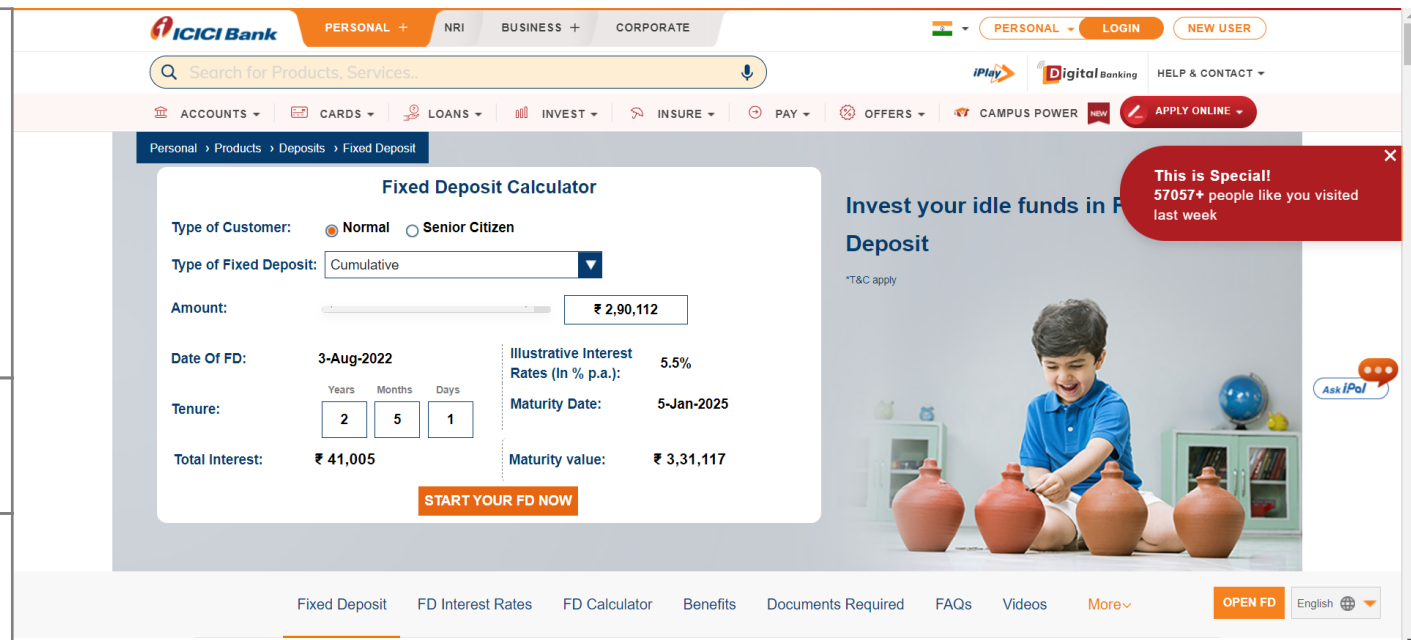 ICICI Bank
PERSONAL +
NRI
BUSINESS +
CORPORATE
PERSONAL
LOGIN
NEW USER
Search for Products, Services..
iPlay
Digital Banking
HELP & CONTACT
ACCOUNTS
CARDS
LOANS
INVEST
INSURE
PAY
OFFERS
CAMPUS POWER
NEW
APPLY ONLINE
Personal › Products › Deposits › Fixed Deposit
This is Special!
57057+ people like you visited
last week
Fixed Deposit Calculator
Type of Customer:
Normal
Senior Citizen
Type of Fixed Deposit:
Cumulative
Amount:
₹ 2,90,112
Date Of FD:
3-Aug-2022
Illustrative Interest
Rates (In % p.a.):
5.5%
Years
Months
Days
Tenure:
2
5
1
Maturity Date:
5-Jan-2025
Total Interest:
₹ 41,005
Maturity value:
₹ 3,31,117
START YOUR FD NOW
Invest your idle funds in F
Deposit
*T&C apply
Ask iPal
Fixed Deposit
FD Interest Rates
FD Calculator
Benefits
Documents Required
FAQs
Videos
More
OPEN FD
English